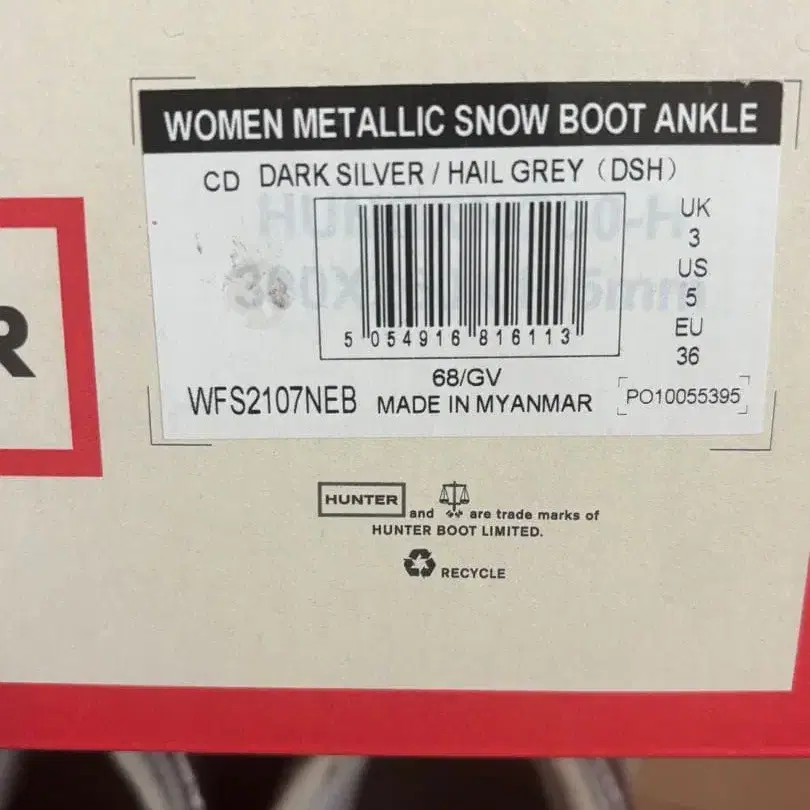 WOMEN METALLIC SNOW BOOT ANKLE
CD DARK SILVER / HAIL GREY (DSH)
UK
3
US
5
EU
36
5 054916 816113
68/GV
WFS2107NEB MADE IN MYANMAR
PO10055395
R
HUNTER and are trade marks of
HUNTER BOOT LIMITED.
RECYCLE